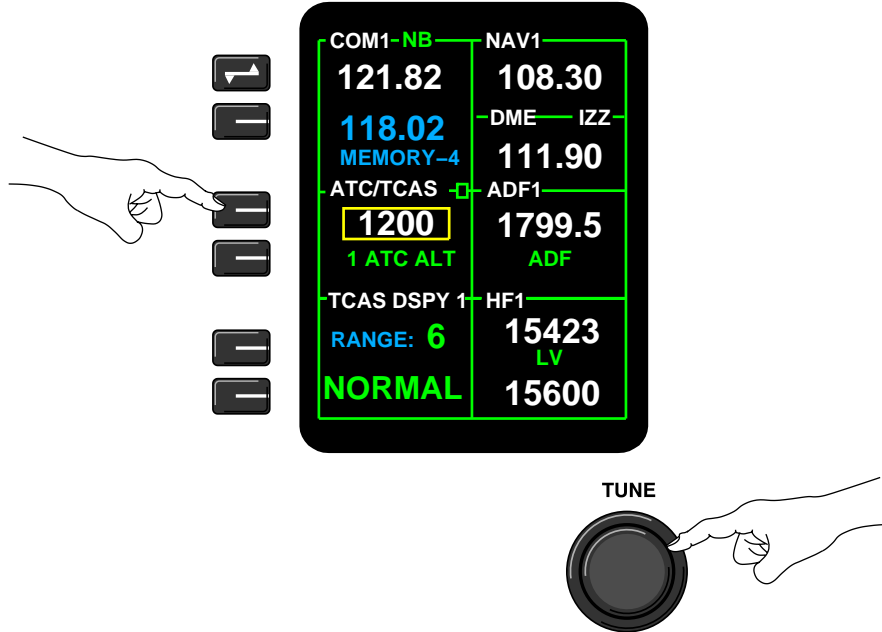 COM1-NB
121.82
118.02
MEMORY–4
NAV1
108.30
DME IZZ
111.90
ATC/TCAS
1200
1 ATC ALT
ADF1
1799.5
ADF
TCAS DSPY 1
RANGE: 6
NORMAL
HF1
15423
LV
15600
TUNE